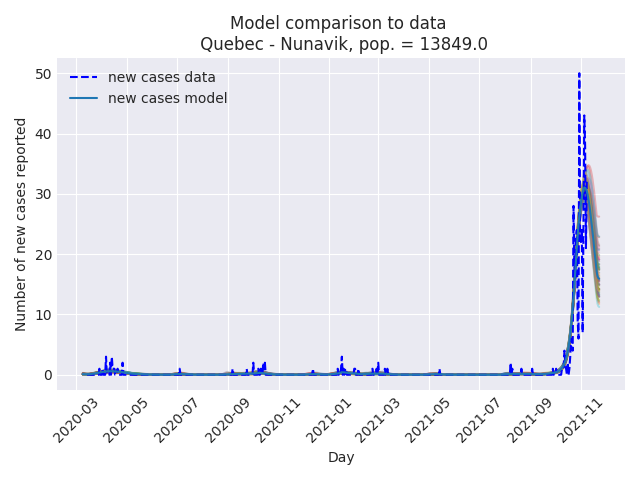 Model comparison to data
Quebec - Nunavik, pop. = 13849.0
new cases data
new cases model
Number of new cases reported
50
40
30
20
10
0
2020-03
2020-05
2020-07
2020-09
2020-11
2021-01
2021-03
2021-05
2021-07
2021-09
2021-11
Day